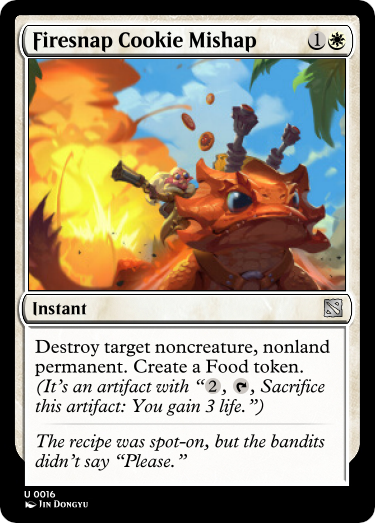 Firesnap Cookie Mishap 1
Instant
Destroy target noncreature, nonland
permanent. Create a Food token.
(It's an artifact with “2, , Sacrifice
this artifact: You gain 3 life.”)
The recipe was spot-on, but the bandits
didn't say “Please.”
U 0016
Jin Dongyu